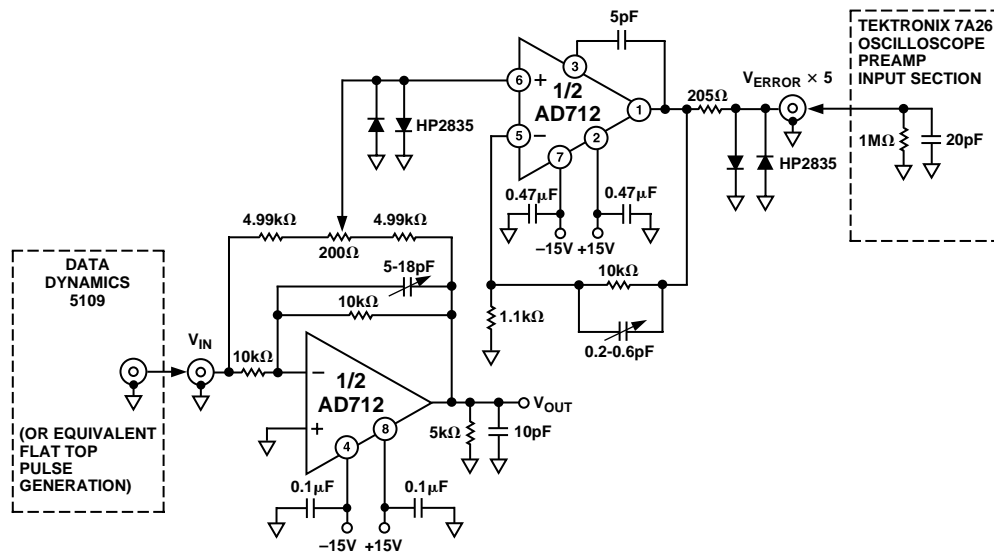 5pF
TEKTRONIX 7A26
OSCILLOSCOPE
PREAMP
INPUT SECTION
6
+
3
1/2
AD712
1
205Ω
V_ERROR × 5
HP2835
5
−
2
7
1MΩ
20pF
HP2835
0.47µF
0.47µF
4.99kΩ
4.99kΩ
200Ω
−15V
+15V
DATA
DYNAMICS
5109
5-18pF
10kΩ
10kΩ
1.1kΩ
0.2-0.6pF
V_IN
10kΩ
−
1/2
AD712
+
8
4
V_OUT
5kΩ
10pF
(OR EQUIVALENT
FLAT TOP
PULSE
GENERATION)
0.1µF
0.1µF
−15V
+15V